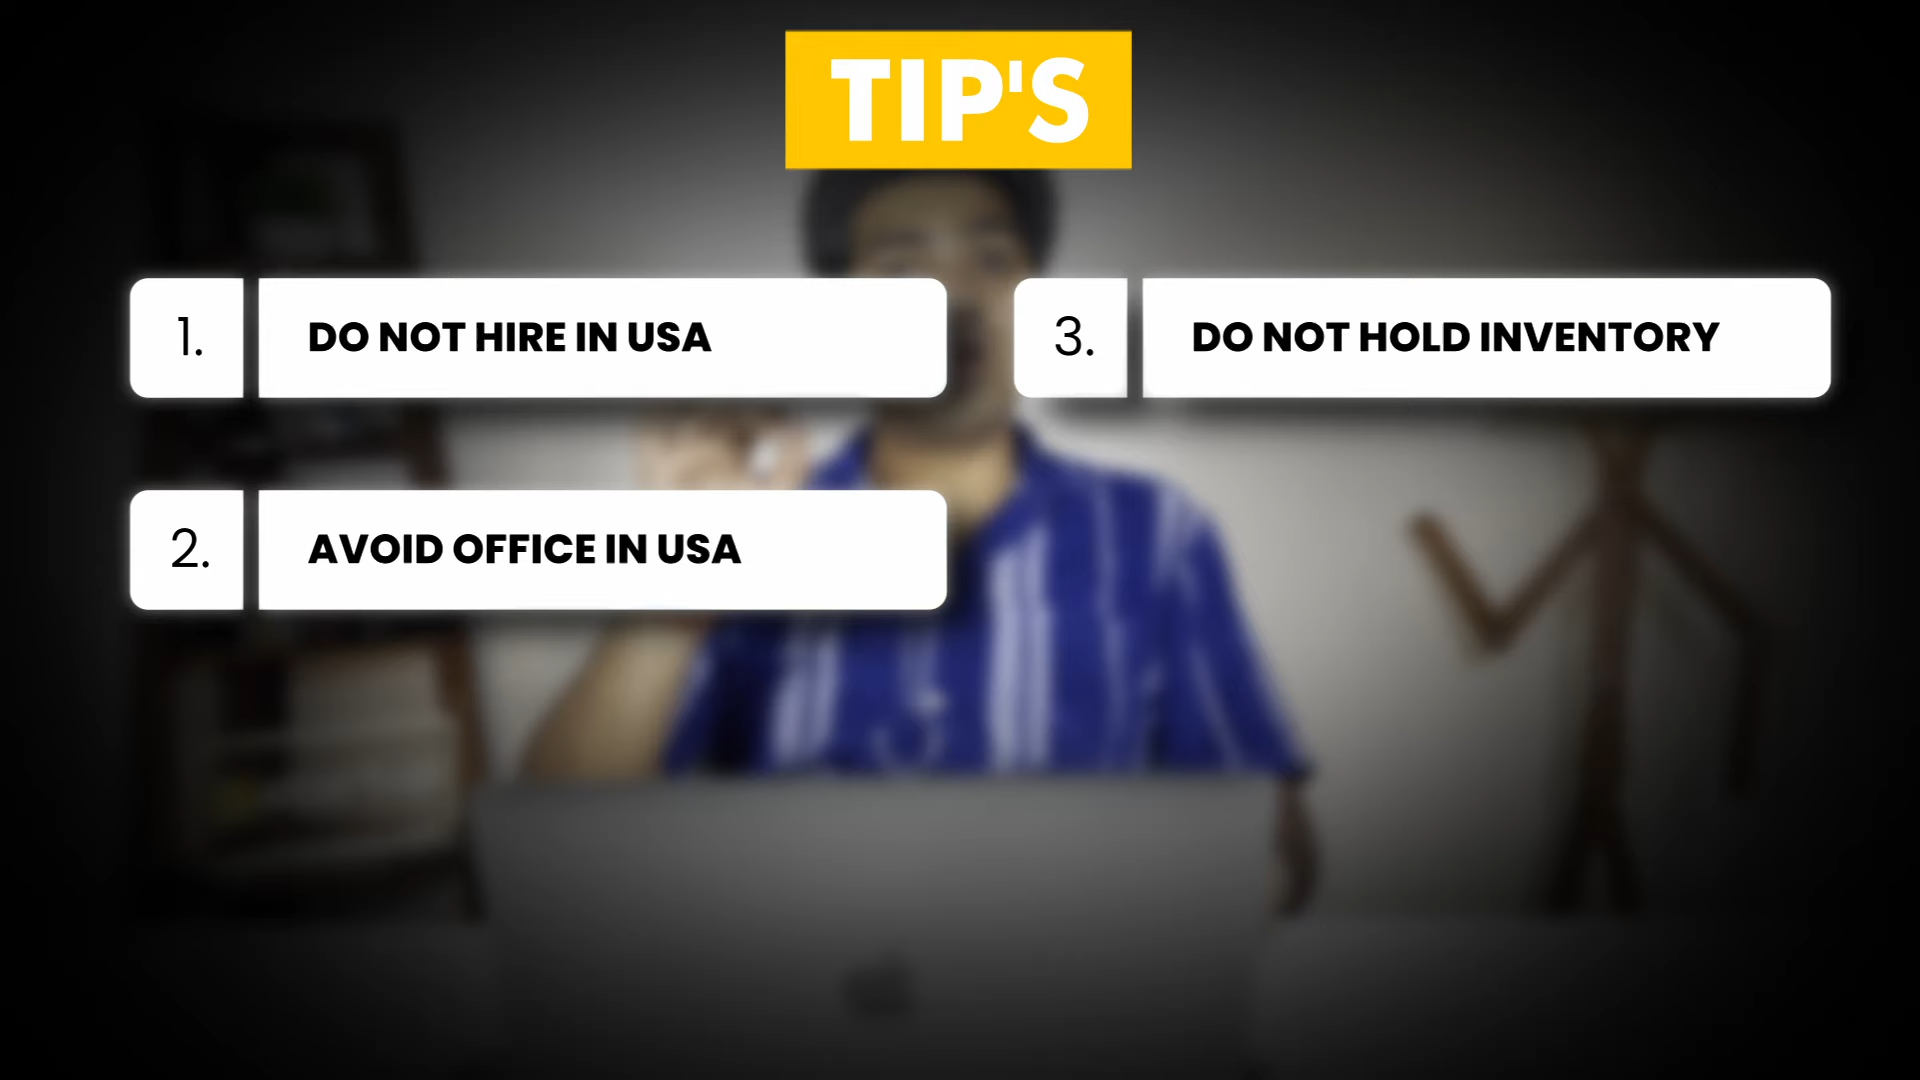 TIP'S
1. DO NOT HIRE IN USA
2. AVOID OFFICE IN USA
3. DO NOT HOLD INVENTORY